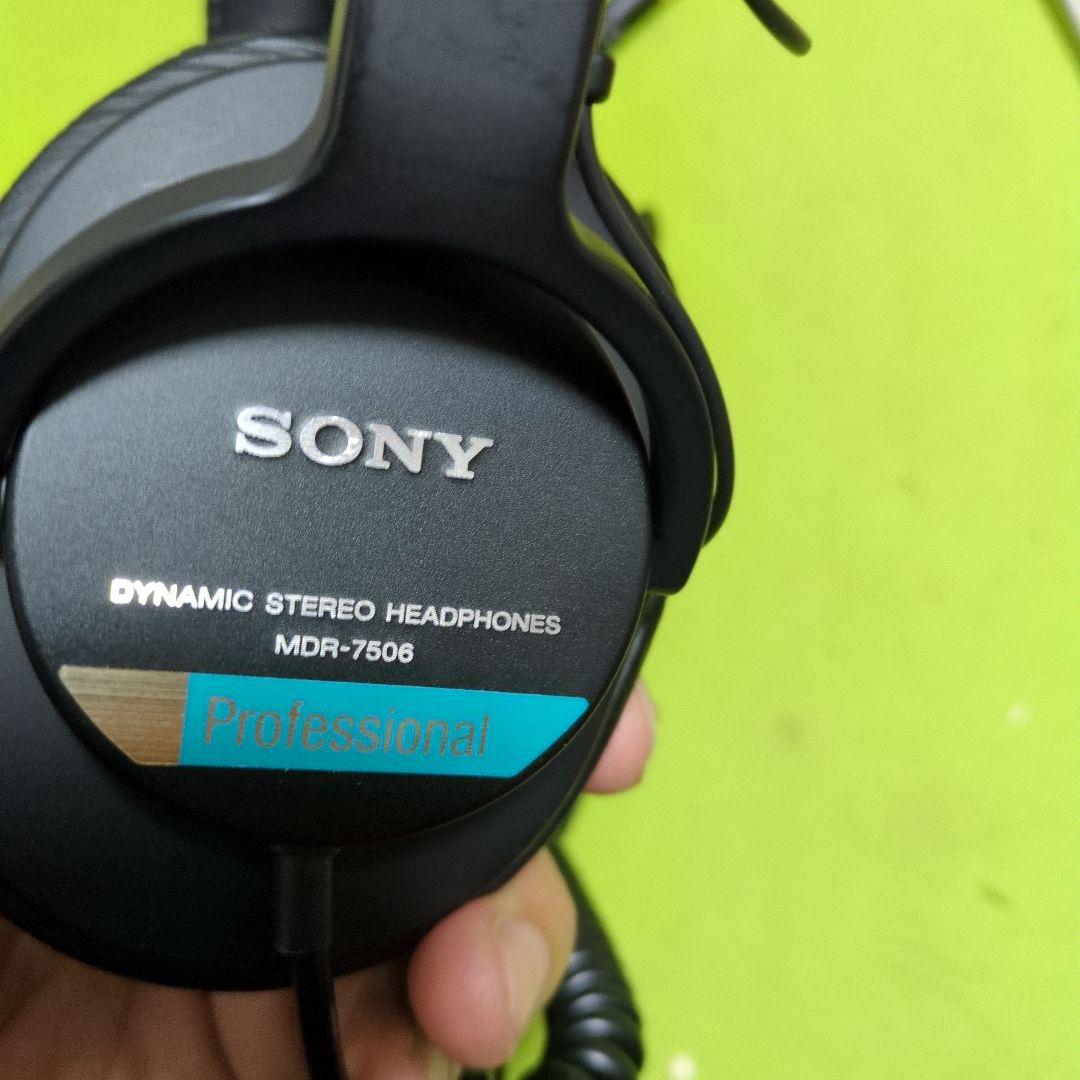 SONY
DYNAMIC STEREO HEADPHONES
MDR-7506
Professional